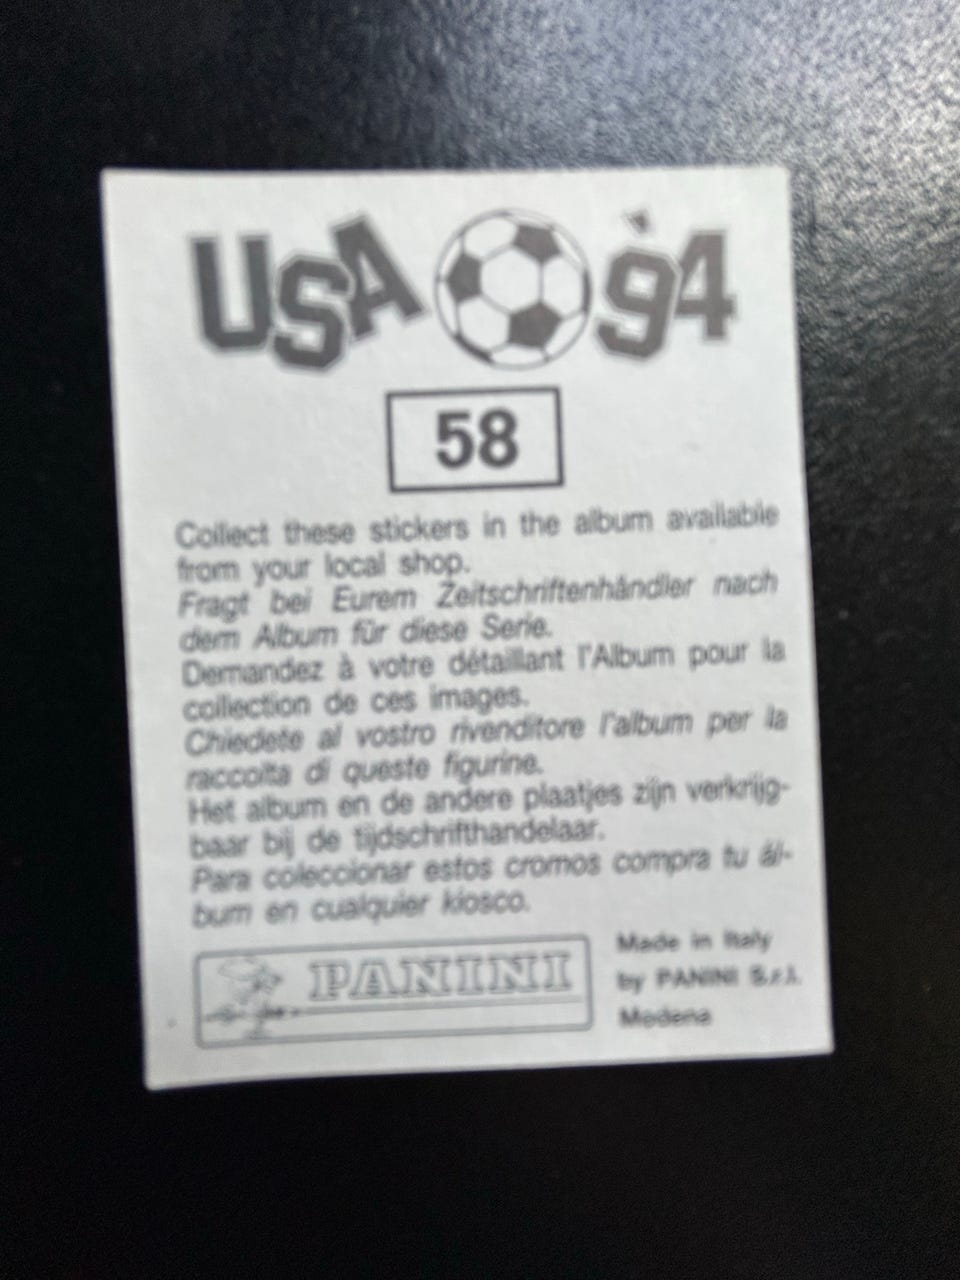 USA '94
58
Collect these stickers in the album available
from your local shop.
Fragt bei Eurem Zeitschriftenhändler nach
dem Album für diese Serie.
Demandez à votre détaillant l'Album pour la
collection de ces images.
Chiedete al vostro rivenditore l'album per la
raccolta di queste figurine.
Het album en de andere plaatjes zijn verkrijg-
baar bij de tijdschrifthandelaar.
Para coleccionar estos cromos compra tu ál-
bum en cualquier kiosco.
PANINI
Made in Italy
by PANINI S.r.l.
Modena